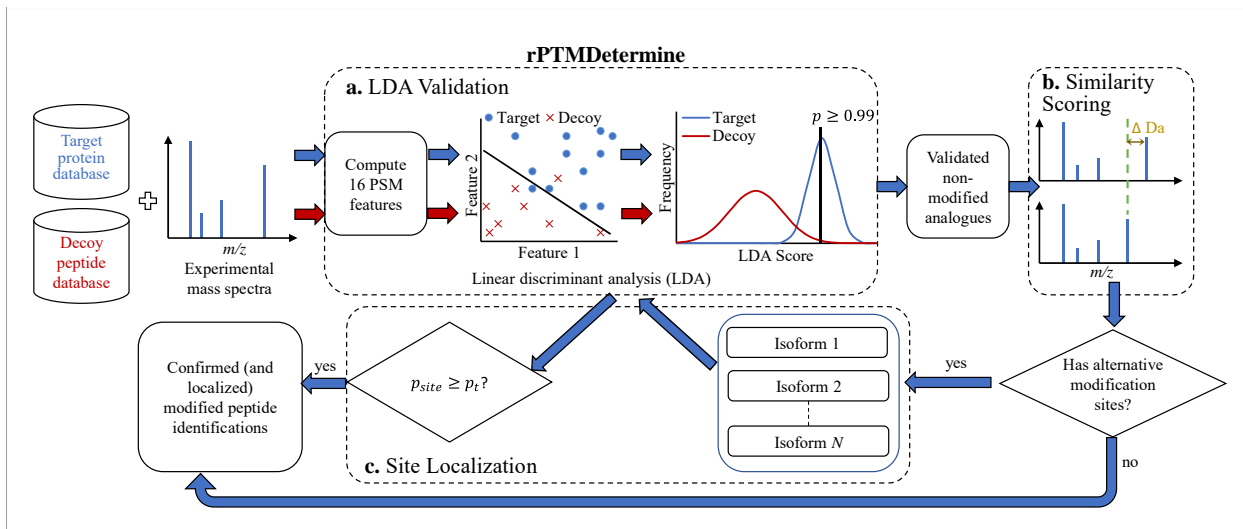 rPTMDetermine
a. LDA Validation
Target
protein
database
Decoy
peptide
database
m/z
Experimental
mass spectra
Compute
16 PSM
features
Target
Decoy
Feature 2
Feature 1
Linear discriminant analysis (LDA)
Target
Decoy
p ≥ 0.99
Frequency
LDA Score
Validated
non-
modified
analogues
b. Similarity
Scoring
Δ Da
m/z
Has alternative
modification
sites?
yes
no
Isoform 1
Isoform 2
Isoform N
c. Site Localization
p_site ≥ p_t?
yes
Confirmed (and
localized)
modified peptide
identifications